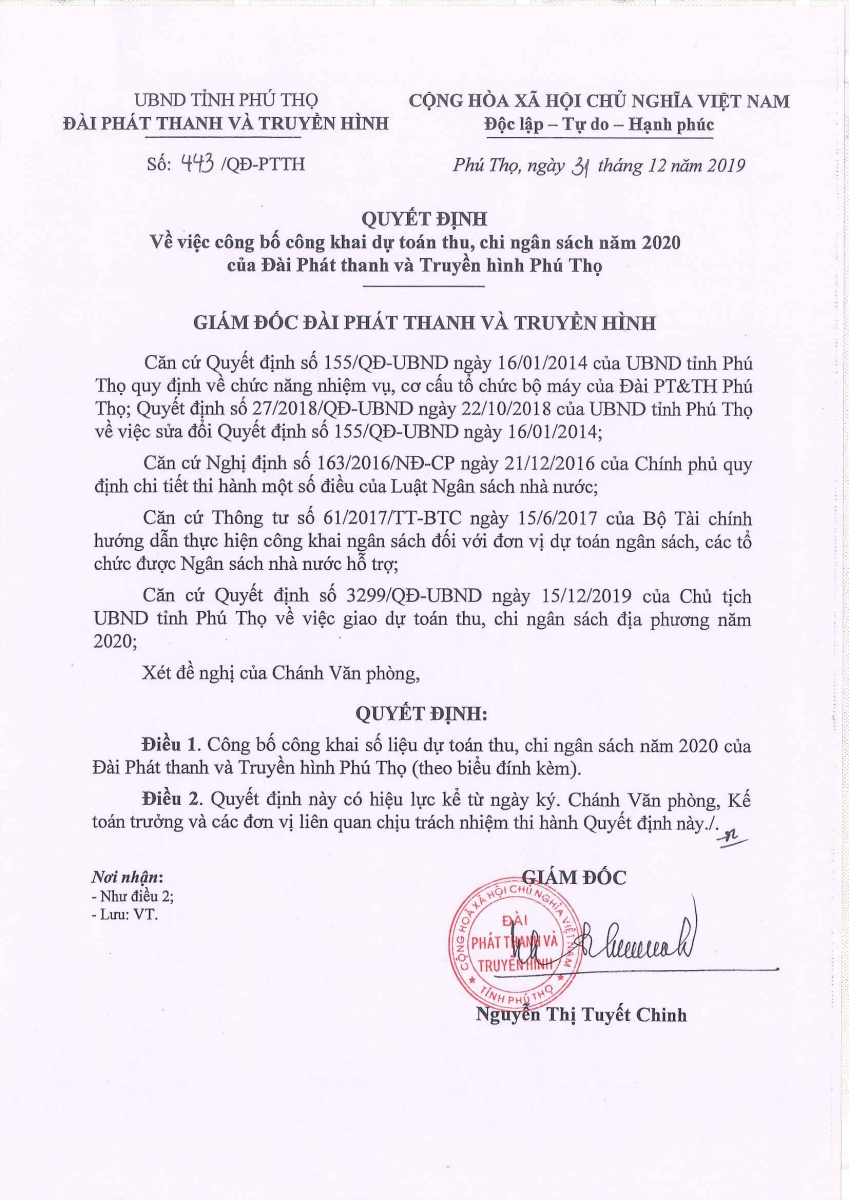 UBND TỈNH PHÚ THỌ
ĐÀI PHÁT THANH VÀ TRUYỀN HÌNH
Số: 443 /QĐ-PTTH
CỘNG HÒA XÃ HỘI CHỦ NGHĨA VIỆT NAM
Độc lập – Tự do – Hạnh phúc
Phú Thọ, ngày 31 tháng 12 năm 2019
QUYẾT ĐỊNH
Về việc công bố công khai dự toán thu, chi ngân sách năm 2020
của Đài Phát thanh và Truyền hình Phú Thọ
GIÁM ĐỐC ĐÀI PHÁT THANH VÀ TRUYỀN HÌNH
Căn cứ Quyết định số 155/QĐ-UBND ngày 16/01/2014 của UBND tỉnh Phú
Thọ quy định về chức năng nhiệm vụ, cơ cấu tổ chức bộ máy của Đài PT&TH Phú
Thọ; Quyết định số 27/2018/QĐ-UBND ngày 22/10/2018 của UBND tỉnh Phú Thọ
về việc sửa đổi Quyết định số 155/QĐ-UBND ngày 16/01/2014;
Căn cứ Nghị định số 163/2016/NĐ-CP ngày 21/12/2016 của Chính phủ quy
định chi tiết thi hành một số điều của Luật Ngân sách nhà nước;
Căn cứ Thông tư số 61/2017/TT-BTC ngày 15/6/2017 của Bộ Tài chính
hướng dẫn thực hiện công khai ngân sách đối với đơn vị dự toán ngân sách, các tổ
chức được Ngân sách nhà nước hỗ trợ;
Căn cứ Quyết định số 3299/QĐ-UBND ngày 15/12/2019 của Chủ tịch
UBND tỉnh Phú Thọ về việc giao dự toán thu, chi ngân sách địa phương năm
2020;
Xét đề nghị của Chánh Văn phòng,
QUYẾT ĐỊNH:
Điều 1. Công bố công khai số liệu dự toán thu, chi ngân sách năm 2020 của
Đài Phát thanh và Truyền hình Phú Thọ (theo biểu đính kèm).
Điều 2. Quyết định này có hiệu lực kể từ ngày ký. Chánh Văn phòng, Kế
toán trưởng và các đơn vị liên quan chịu trách nhiệm thi hành Quyết định này./.
Nơi nhận:
- Như điều 2;
- Lưu: VT.
GIÁM ĐỐC
CỘNG HOÀ XÃ HỘI CHỦ NGHĨA VIỆT NAM
ĐÀI
PHÁT THANH VÀ
TRUYỀN HÌNH
TỈNH PHÚ THỌ
Nguyễn Thị Tuyết Chinh